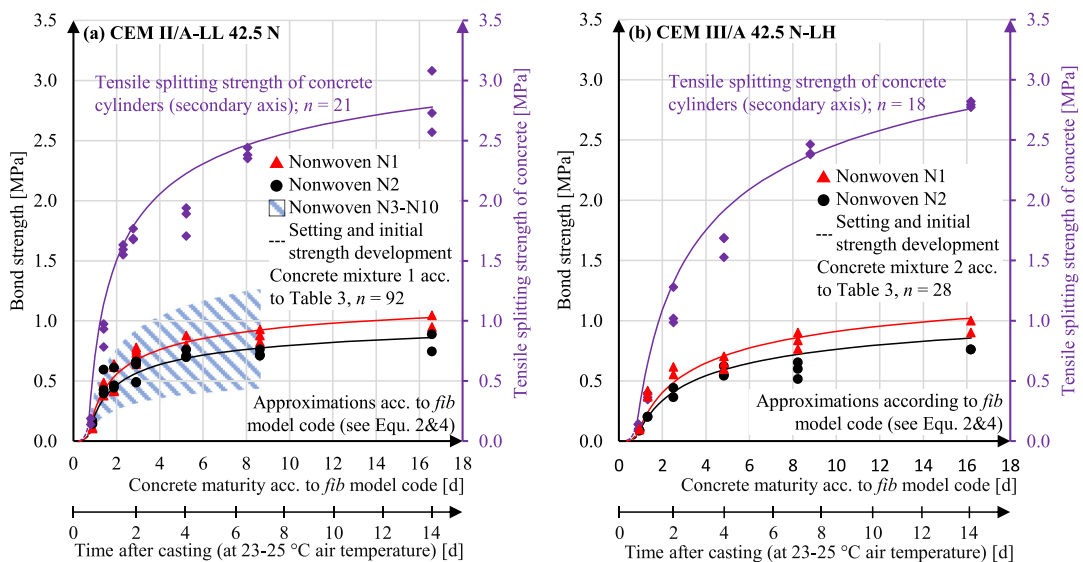 (a) CEM II/A-LL 42.5 N
Tensile splitting strength of concrete
cylinders (secondary axis); n = 21
Nonwoven N1
Nonwoven N2
Nonwoven N3-N10
Setting and initial
strength development
Concrete mixture 1 acc.
to Table 3, n = 92
Approximations acc. to fib
model code (see Equ. 2&4)
Bond strength [MPa]
3.5
3.0
2.5
2.0
1.5
1.0
0.5
0.0
Tensile splitting strength of concrete [MPa]
3.5
3.0
2.5
2.0
1.5
1.0
0.5
0.0
0 2 4 6 8 10 12 14 16 18
Concrete maturity acc. to fib model code [d]
0 2 4 6 8 10 12 14
Time after casting (at 23-25 °C air temperature) [d]
(b) CEM III/A 42.5 N-LH
Tensile splitting strength of concrete
cylinders (secondary axis); n = 18
Nonwoven N1
Nonwoven N2
Setting and initial
strength development
Concrete mixture 2 acc.
to Table 3, n = 28
Approximations according to fib
model code (see Equ. 2&4)
Bond strength [MPa]
3.5
3.0
2.5
2.0
1.5
1.0
0.5
0.0
Tensile splitting strength of concrete [MPa]
3.5
3.0
2.5
2.0
1.5
1.0
0.5
0.0
0 2 4 6 8 10 12 14 16 18
Concrete maturity acc. to fib model code [d]
0 2 4 6 8 10 12 14
Time after casting (at 23-25 °C air temperature) [d]